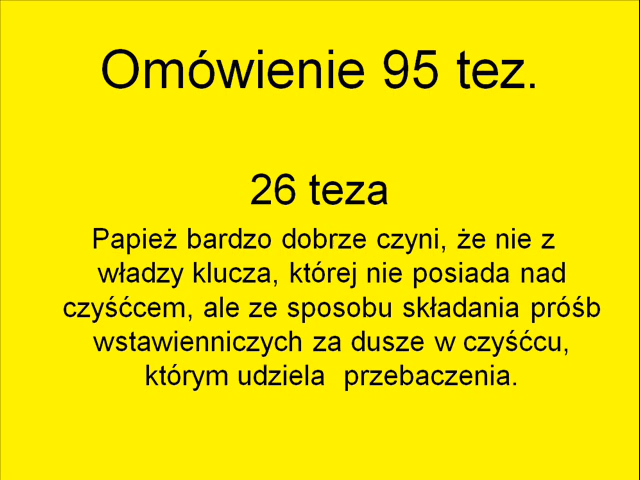 Omówienie 95 tez.
26 teza
Papież bardzo dobrze czyni, że nie z
władzy klucza, której nie posiada nad
czyśćcem, ale ze sposobu składania próśb
wstawienniczych za dusze w czyśćcu,
którym udziela przebaczenia.